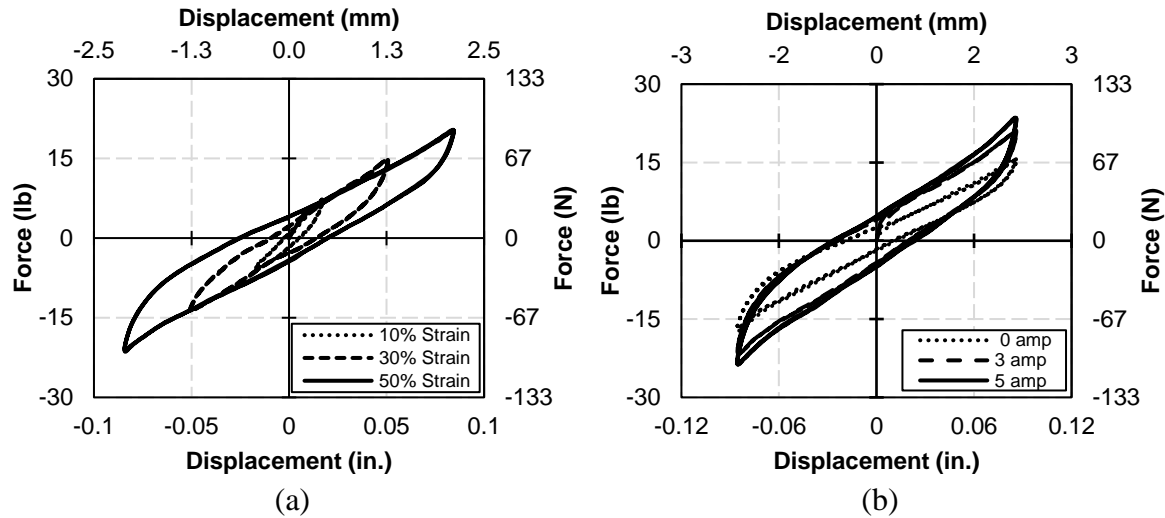 Displacement (mm)
-2.5 -1.3 0.0 1.3 2.5
30 15 0 -15 -30
Force (lb)
133 67 0 -67 -133
Force (N)
10% Strain
30% Strain
50% Strain
-0.1 -0.05 0 0.05 0.1
Displacement (in.)
(a)
Displacement (mm)
-3 -2 0 2 3
30 15 0 -15 -30
Force (lb)
133 67 0 -67 -133
Force (N)
0 amp
3 amp
5 amp
-0.12 -0.06 0 0.06 0.12
Displacement (in.)
(b)